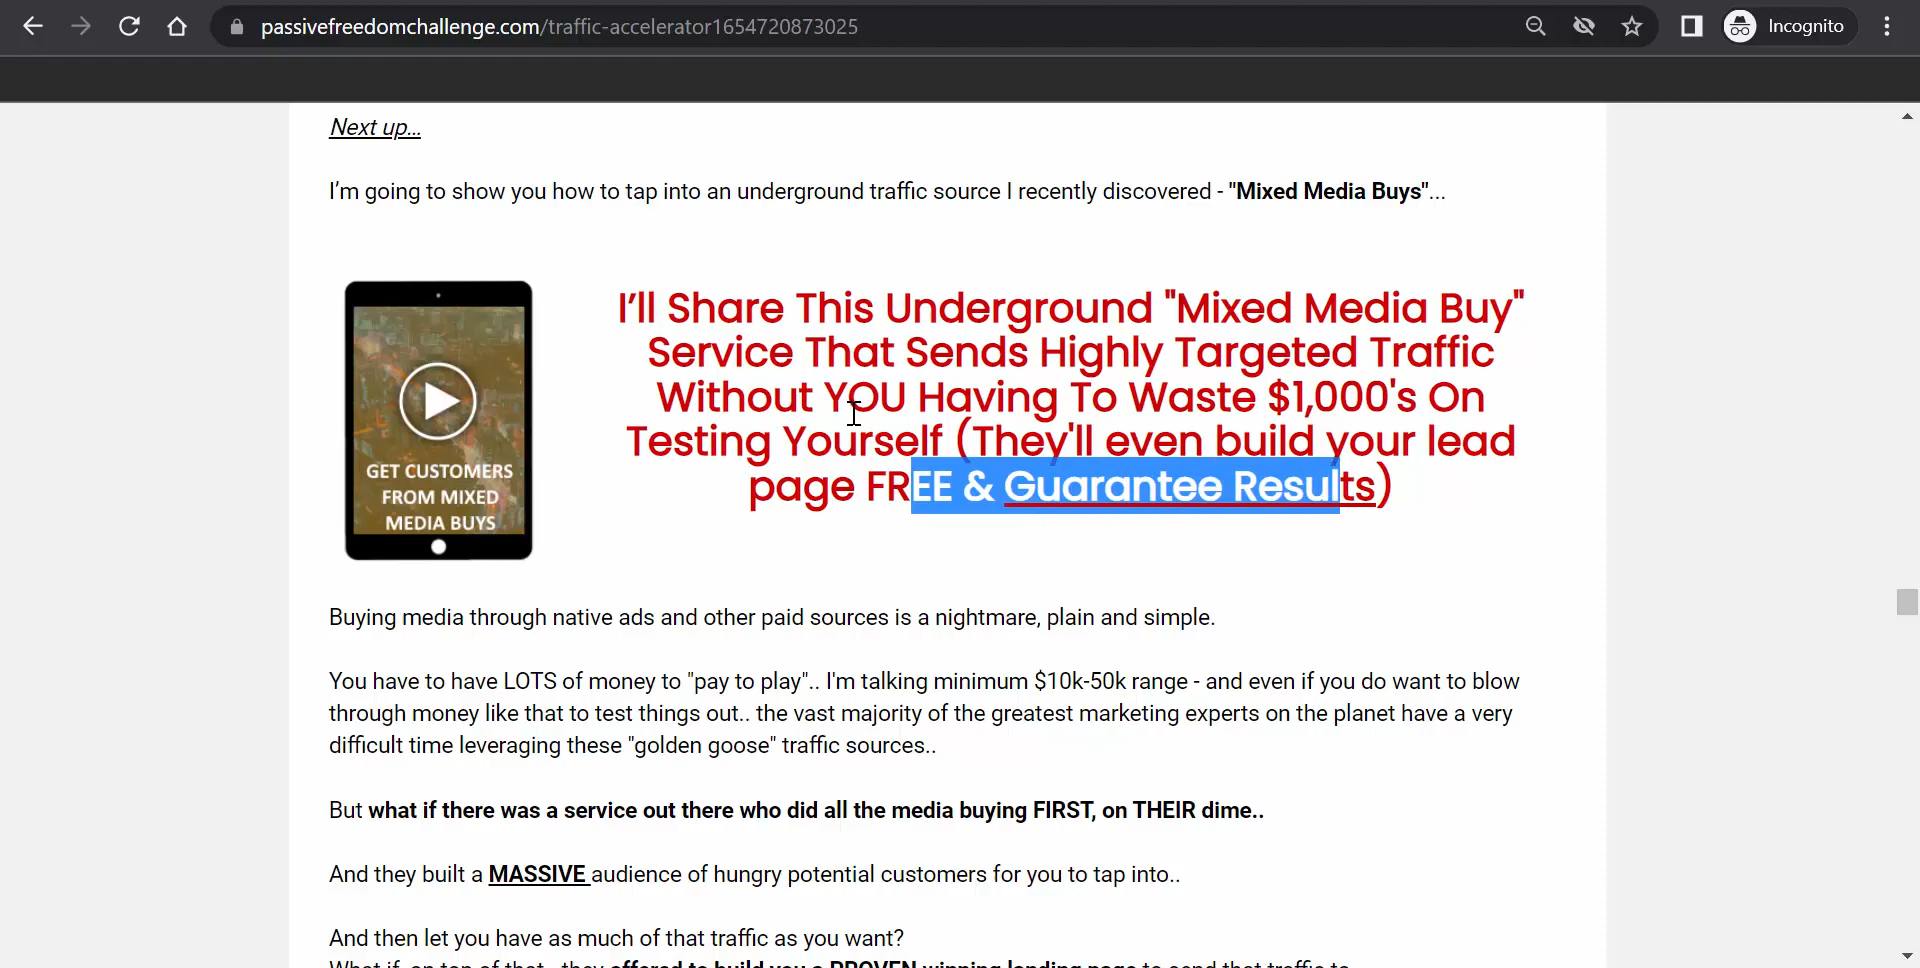 passivefreedomchallenge.com/traffic-accelerator1654720873025
Incognito
Next up...
I'm going to show you how to tap into an underground traffic source I recently discovered - "Mixed Media Buys"...
I'll Share This Underground "Mixed Media Buy"
Service That Sends Highly Targeted Traffic
Without YOU Having To Waste $1,000's On
Testing Yourself (They'll even build your lead
page FREE & Guarantee Results)
GET CUSTOMERS
FROM MIXED
MEDIA BUYS
Buying media through native ads and other paid sources is a nightmare, plain and simple.
You have to have LOTS of money to "pay to play".. I'm talking minimum $10k-50k range - and even if you do want to blow
through money like that to test things out.. the vast majority of the greatest marketing experts on the planet have a very
difficult time leveraging these "golden goose" traffic sources..
But what if there was a service out there who did all the media buying FIRST, on THEIR dime..
And they built a MASSIVE audience of hungry potential customers for you to tap into..
And then let you have as much of that traffic as you want?
What if, on top of that.. they offered to build you a PROVEN winning landing page to send that traffic to